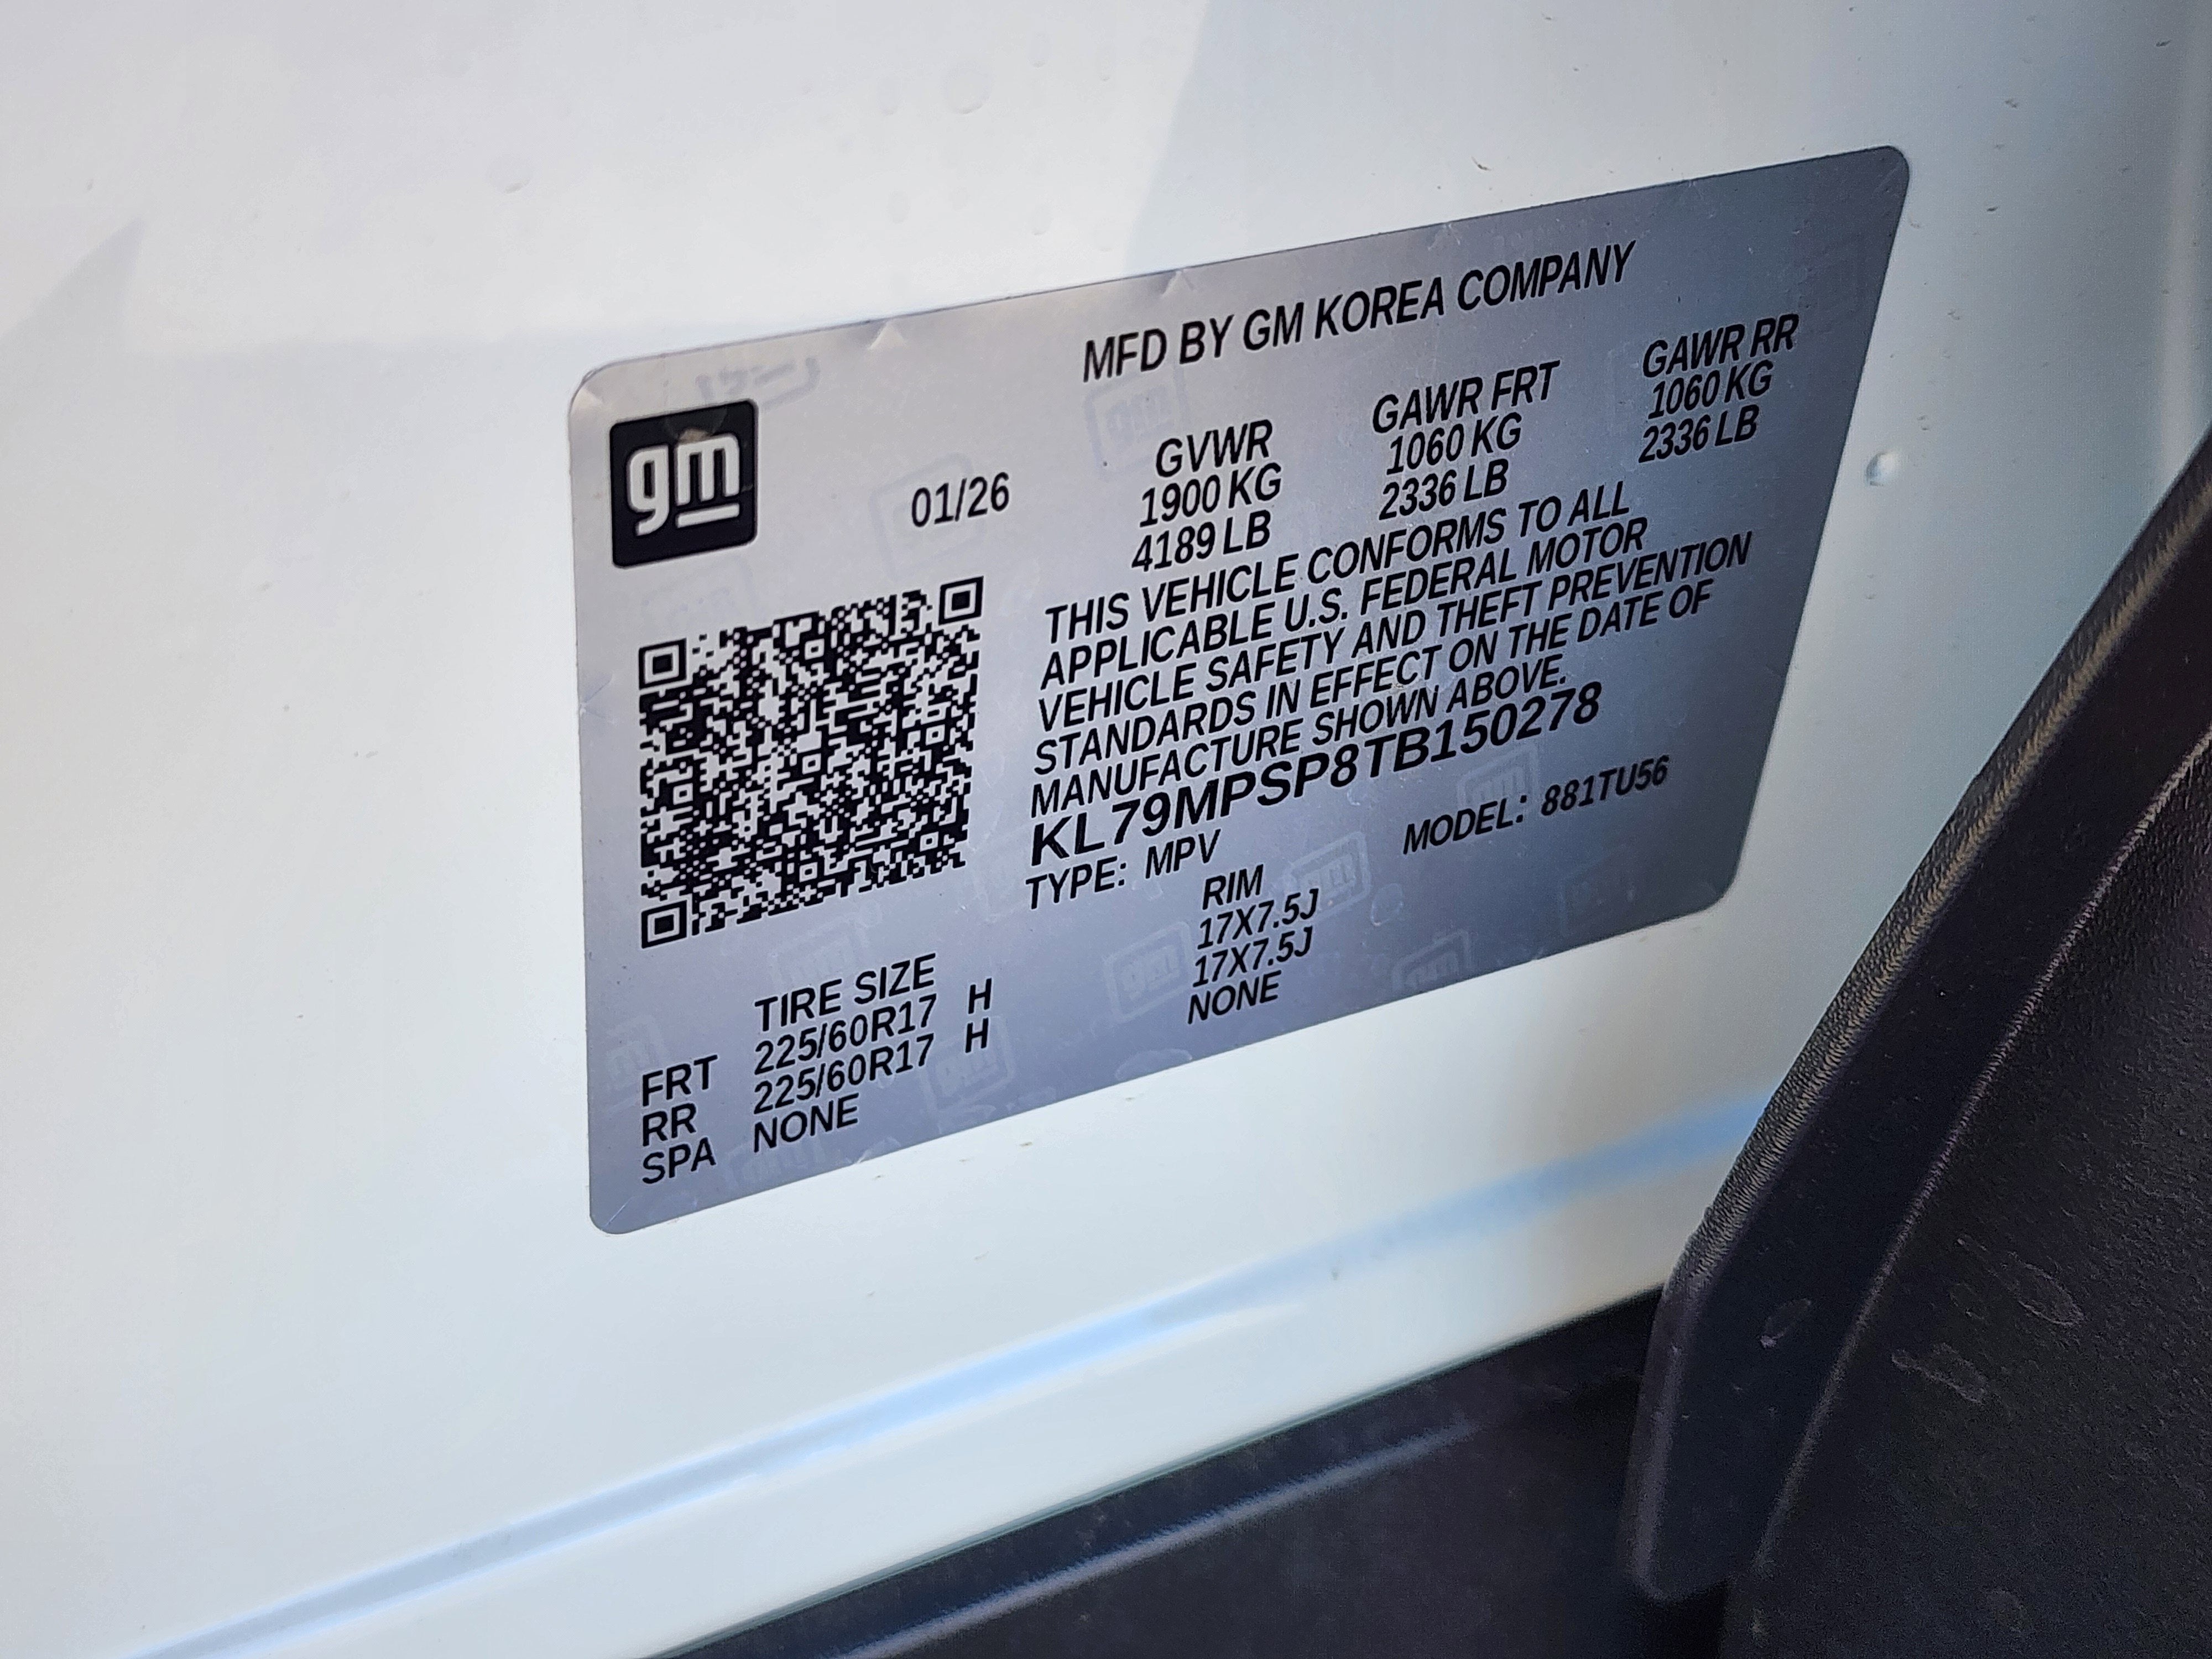 MFD BY GM KOREA COMPANY
gm
01/26
GVWR GAWR FRT GAWR RR
1900 KG 1060 KG 1060 KG
4189 LB 2336 LB 2336 LB
THIS VEHICLE CONFORMS TO ALL
APPLICABLE U.S. FEDERAL MOTOR
VEHICLE SAFETY AND THEFT PREVENTION
STANDARDS IN EFFECT ON THE DATE OF
MANUFACTURE SHOWN ABOVE.
KL79MPSP8TB150278
TYPE: MPV MODEL: 881TU56
TIRE SIZE RIM
FRT 225/60R17 H 17X7.5J
RR 225/60R17 H 17X7.5J
SPA NONE NONE